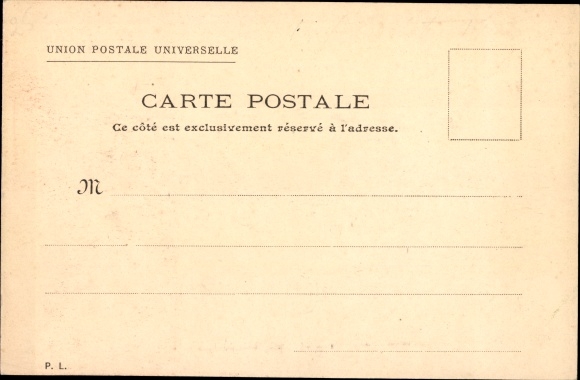 UNION POSTALE UNIVERSELLE
CARTE POSTALE
Ce côté est exclusivement réservé à l'adresse.
M
P. L.